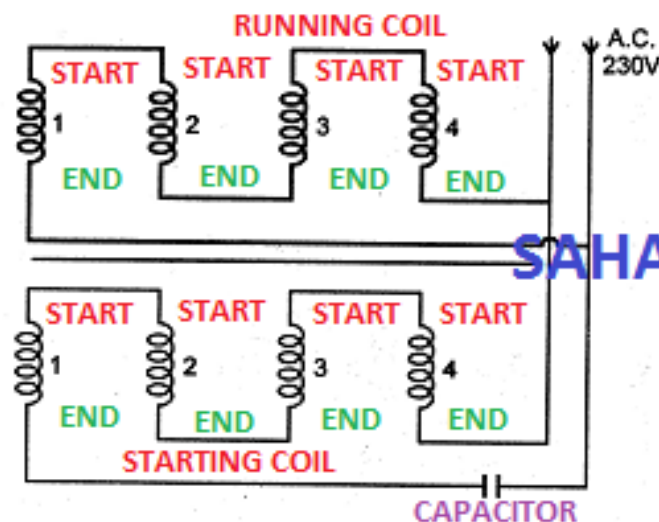 RUNNING COIL
A.C.
230V
START START START START
1 2 3 4
END END END END
SAHA
START START START START
1 2 3 4
END END END END
STARTING COIL
CAPACITOR